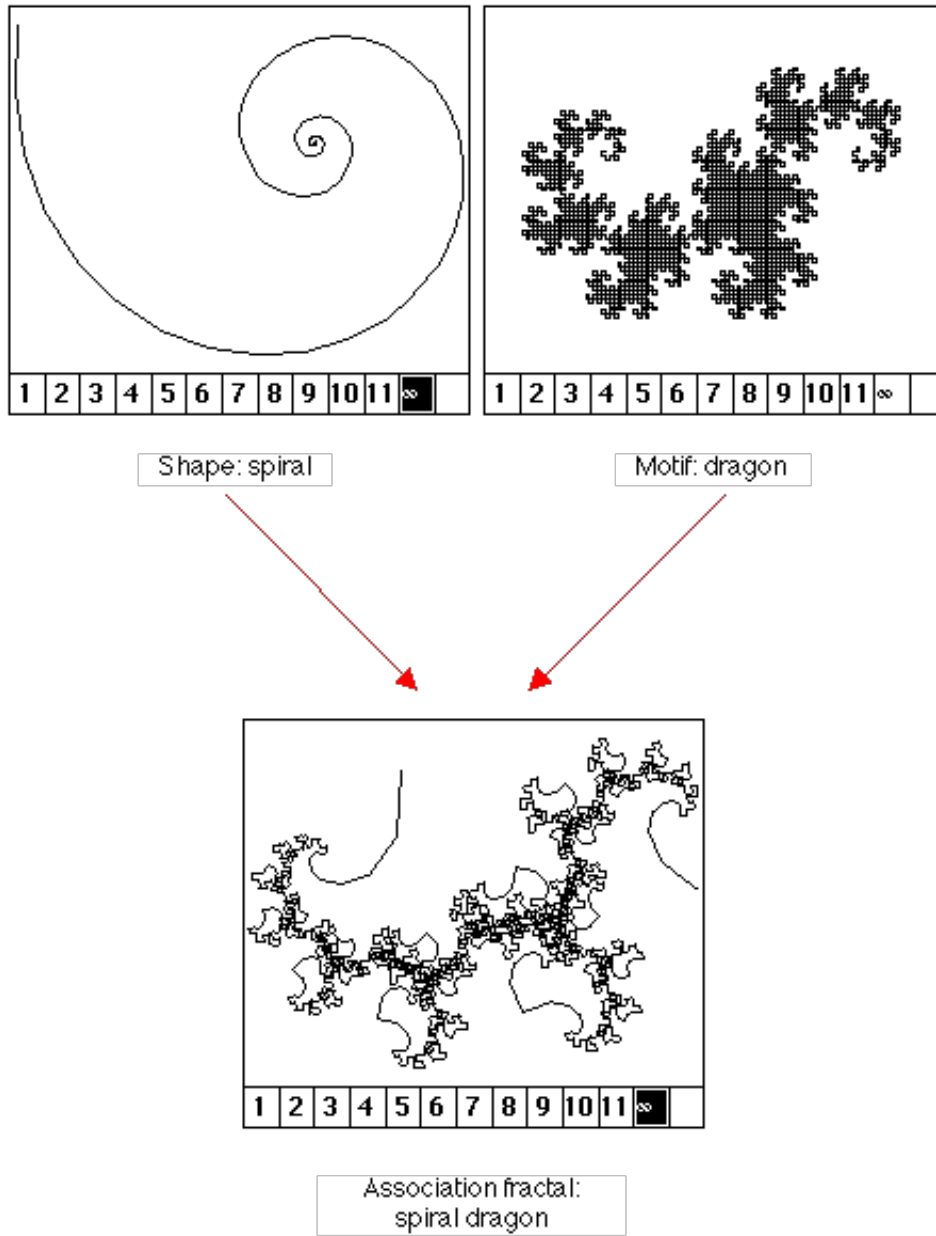 1 2 3 4 5 6 7 8 9 10 11 ∞
1 2 3 4 5 6 7 8 9 10 11 ∞
Shape: spiral
Motif: dragon
1 2 3 4 5 6 7 8 9 10 11 ∞
Association fractal:
spiral dragon